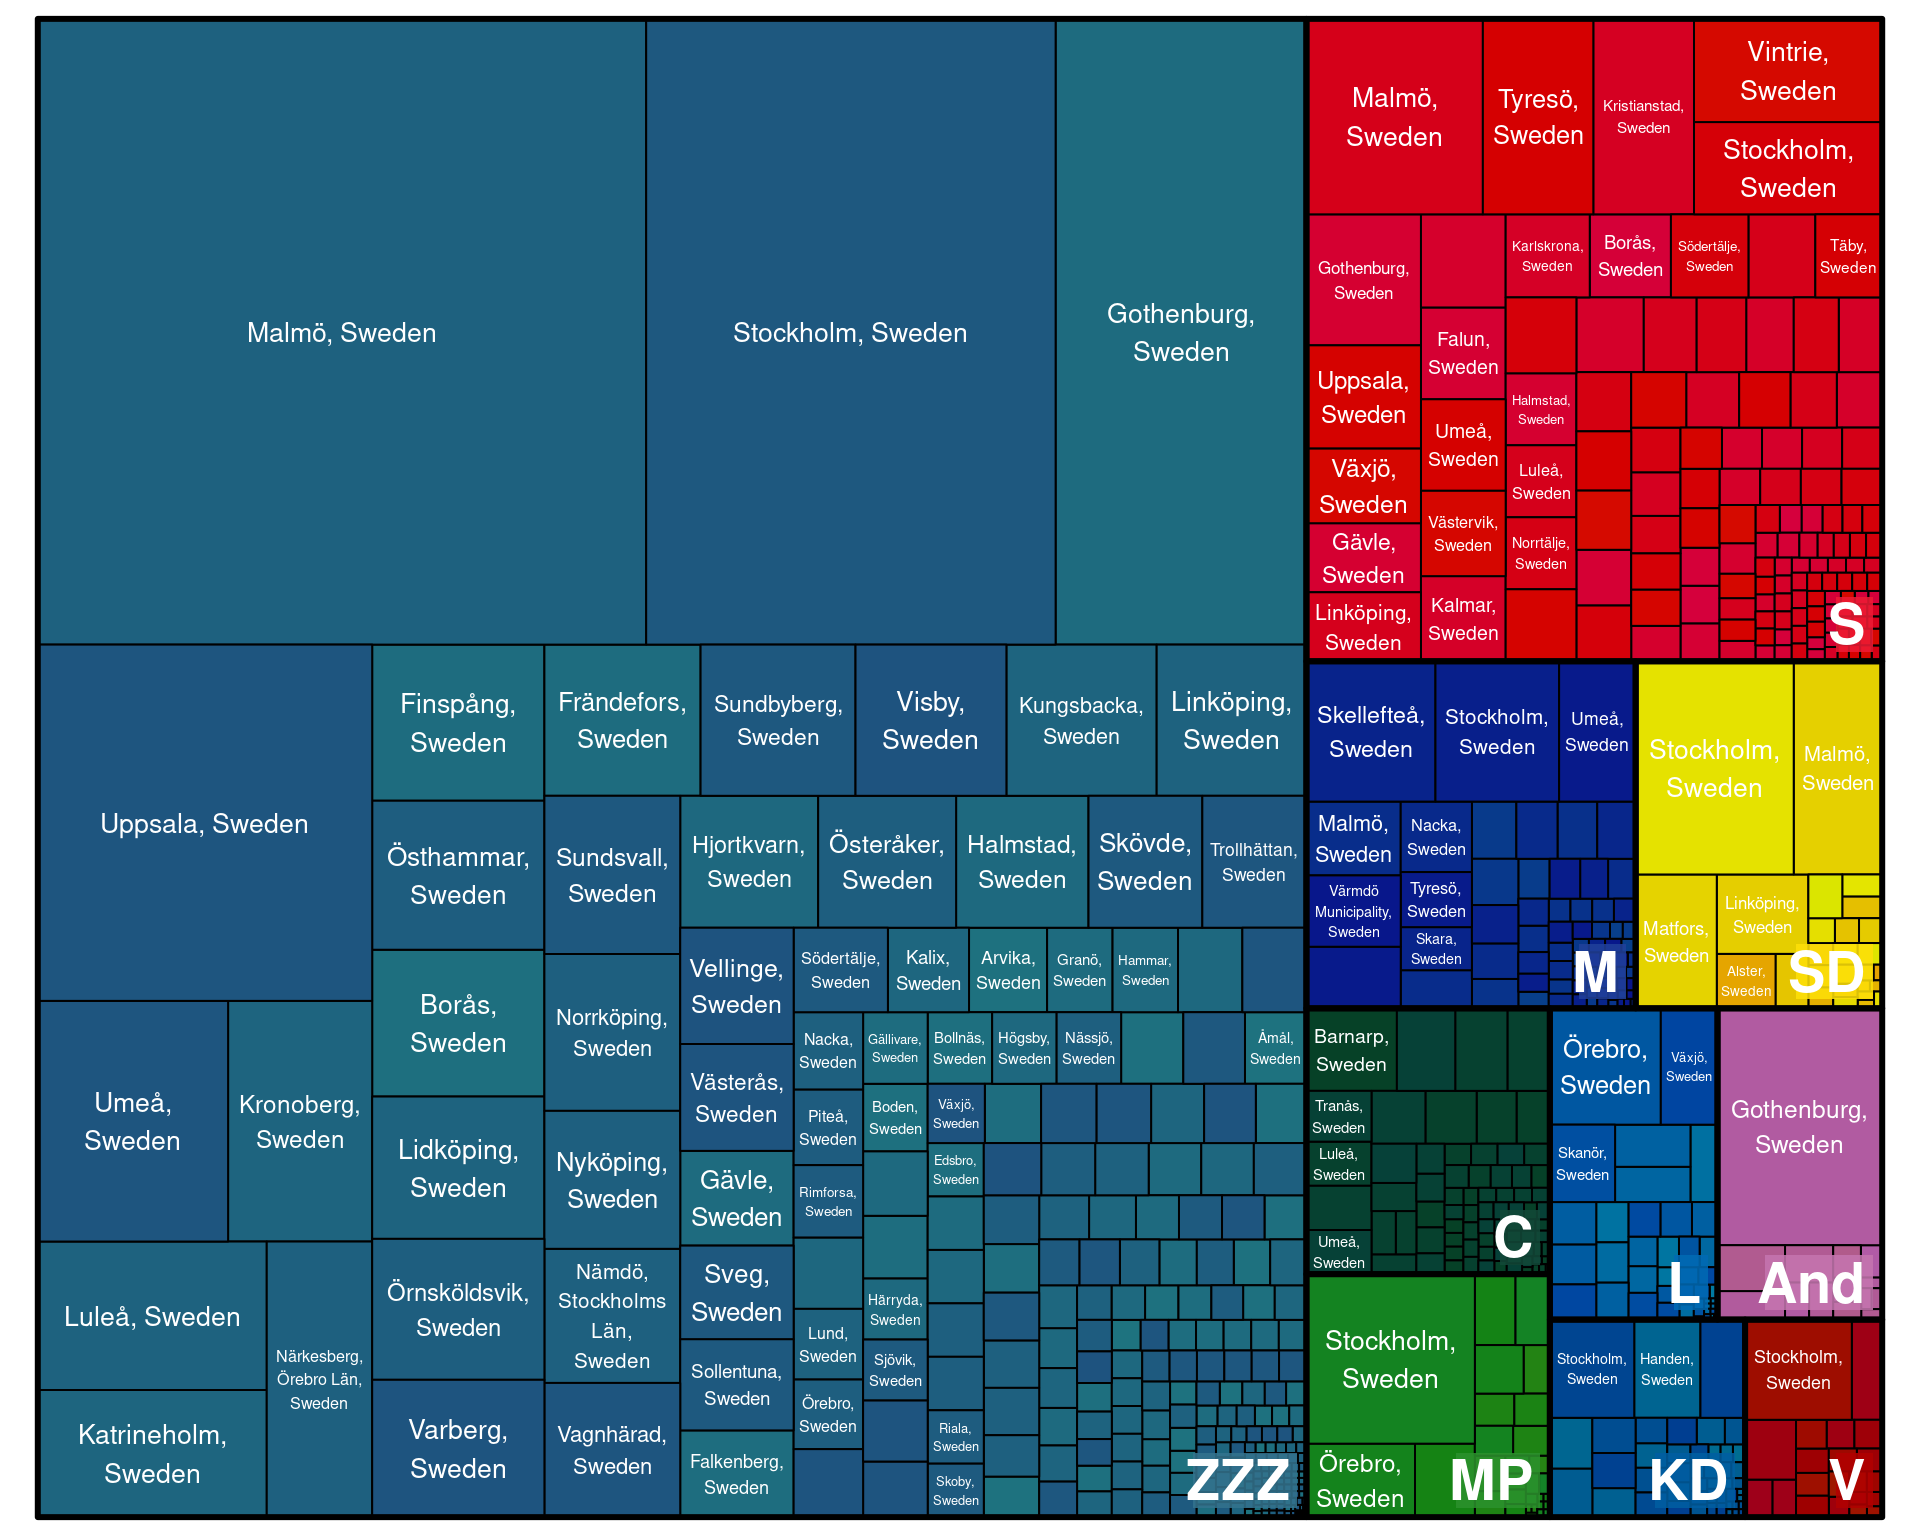 Malmö, Sweden
Stockholm, Sweden
Gothenburg,
Sweden
Uppsala, Sweden
Umeå,
Sweden
Kronoberg,
Sweden
Luleå, Sweden
Katrineholm,
Sweden
Närkesberg,
Örebro Län,
Sweden
Finspång,
Sweden
Östhammar,
Sweden
Borås,
Sweden
Lidköping,
Sweden
Örnsköldsvik,
Sweden
Varberg,
Sweden
Frändefors,
Sweden
Sundbyberg,
Sweden
Visby,
Sweden
Kungsbacka,
Sweden
Linköping,
Sweden
Sundsvall,
Sweden
Norrköping,
Sweden
Nyköping,
Sweden
Nämdö,
Stockholms
Län,
Sweden
Vagnhärad,
Sweden
Hjortkvarn,
Sweden
Österåker,
Sweden
Halmstad,
Sweden
Skövde,
Sweden
Trollhättan,
Sweden
Vellinge,
Sweden
Västerås,
Sweden
Gävle,
Sweden
Sveg,
Sweden
Sollentuna,
Sweden
Falkenberg,
Sweden
Södertälje,
Sweden
Kalix,
Sweden
Arvika,
Sweden
Granö,
Sweden
Hammar,
Sweden
Nacka,
Sweden
Piteå,
Sweden
Rimforsa,
Sweden
Lund,
Sweden
Örebro,
Sweden
Gällivare,
Sweden
Boden,
Sweden
Härryda,
Sweden
Sjövik,
Sweden
Bollnäs,
Sweden
Högsby,
Sweden
Nässjö,
Sweden
Åmål,
Sweden
Växjö,
Sweden
Edsbro,
Sweden
Riala,
Sweden
Skoby,
Sweden
ZZZ
Malmö,
Sweden
Tyresö,
Sweden
Kristianstad,
Sweden
Vintrie,
Sweden
Stockholm,
Sweden
Gothenburg,
Sweden
Uppsala,
Sweden
Växjö,
Sweden
Gävle,
Sweden
Linköping,
Sweden
Falun,
Sweden
Umeå,
Sweden
Västervik,
Sweden
Kalmar,
Sweden
Karlskrona,
Sweden
Borås,
Sweden
Södertälje,
Sweden
Täby,
Sweden
Halmstad,
Sweden
Luleå,
Sweden
Norrtälje,
Sweden
S
Skellefteå,
Sweden
Stockholm,
Sweden
Umeå,
Sweden
Malmö,
Sweden
Värmdö
Municipality,
Sweden
Nacka,
Sweden
Tyresö,
Sweden
Skara,
Sweden
M
Stockholm,
Sweden
Malmö,
Sweden
Matfors,
Sweden
Linköping,
Sweden
Alster,
Sweden
SD
Barnarp,
Sweden
Tranås,
Sweden
Luleå,
Sweden
Umeå,
Sweden
C
Örebro,
Sweden
Växjö,
Sweden
Skanör,
Sweden
L
Gothenburg,
Sweden
And
Stockholm,
Sweden
Örebro,
Sweden
MP
Stockholm,
Sweden
Handen,
Sweden
KD
Stockholm,
Sweden
V